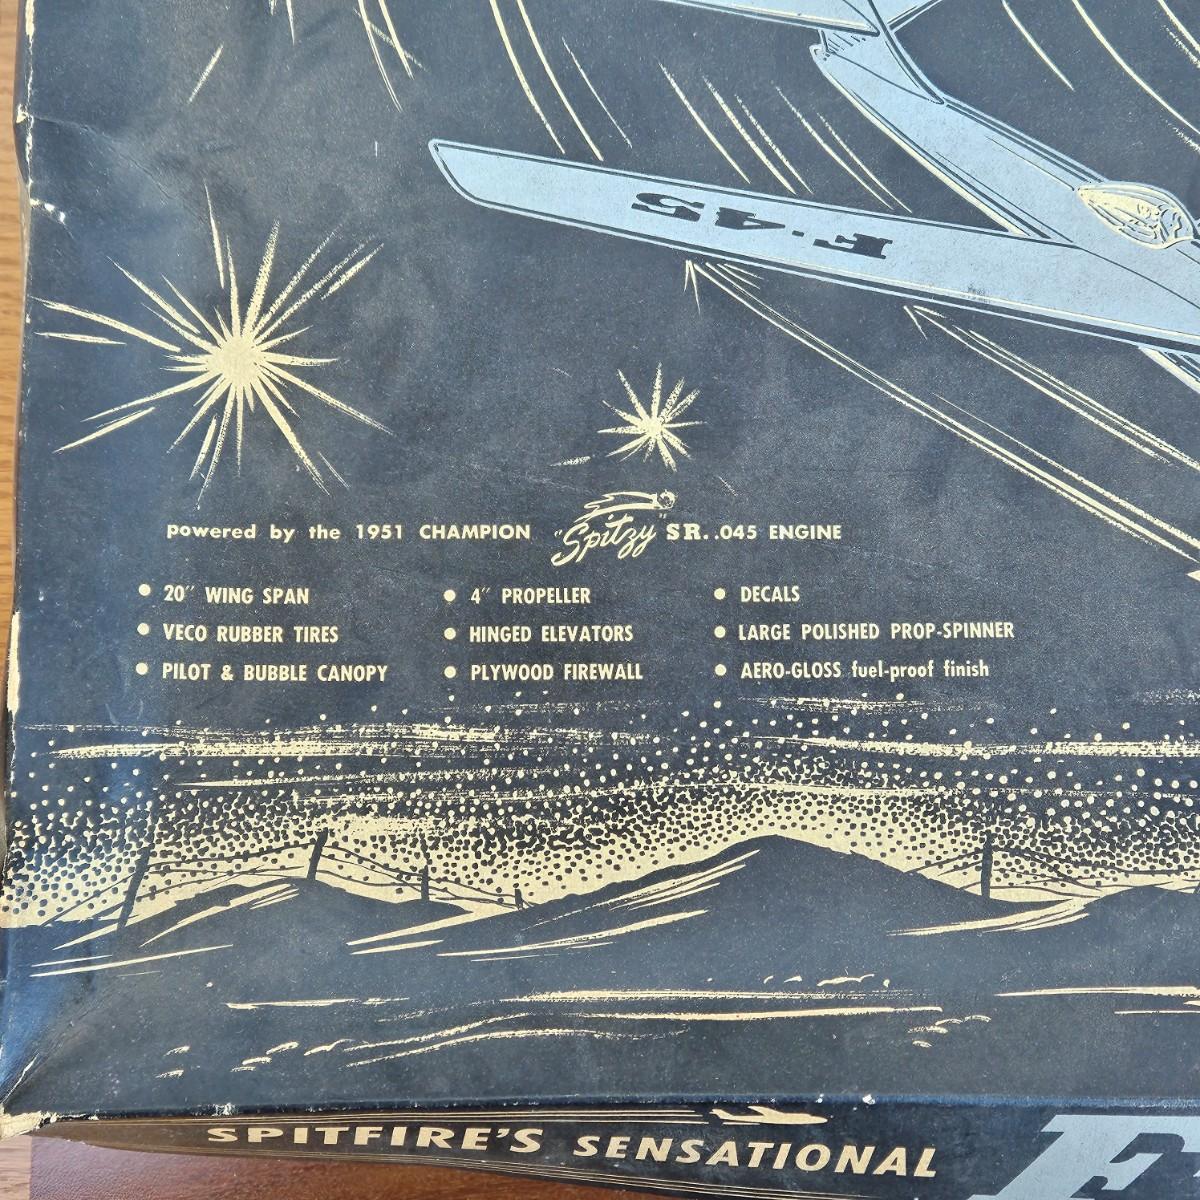 F-45
powered by the 1951 CHAMPION "Spitzy" SR. .045 ENGINE
• 20" WING SPAN
• VECO RUBBER TIRES
• PILOT & BUBBLE CANOPY
• 4" PROPELLER
• HINGED ELEVATORS
• PLYWOOD FIREWALL
• DECALS
• LARGE POLISHED PROP-SPINNER
• AERO-GLOSS fuel-proof finish
SPITFIRE'S SENSATIONAL F